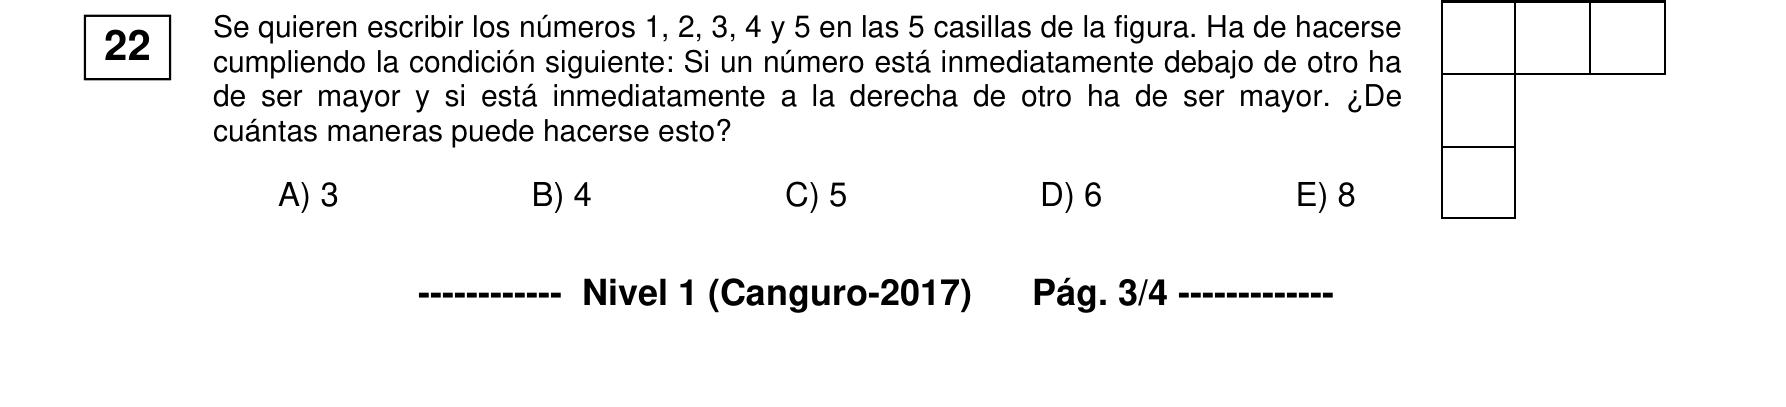 22
Se quieren escribir los números 1, 2, 3, 4 y 5 en las 5 casillas de la figura. Ha de hacerse
cumpliendo la condición siguiente: Si un número está inmediatamente debajo de otro ha
de ser mayor y si está inmediatamente a la derecha de otro ha de ser mayor. ¿De
cuántas maneras puede hacerse esto?
A) 3 B) 4 C) 5 D) 6 E) 8
------------ Nivel 1 (Canguro-2017) Pág. 3/4 -------------